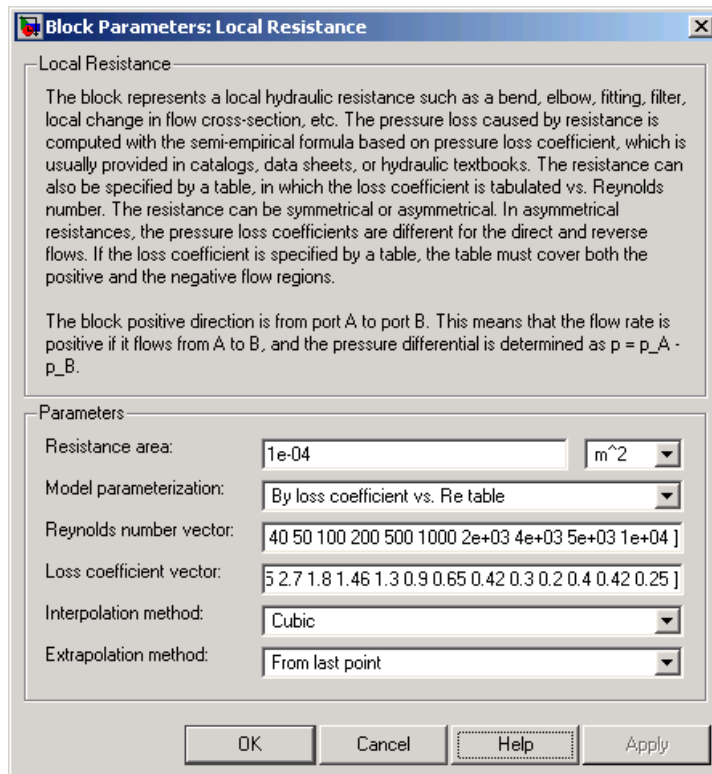 Block Parameters: Local Resistance
Local Resistance
The block represents a local hydraulic resistance such as a bend, elbow, fitting, filter,
local change in flow cross-section, etc. The pressure loss caused by resistance is
computed with the semi-empirical formula based on pressure loss coefficient, which is
usually provided in catalogs, data sheets, or hydraulic textbooks. The resistance can
also be specified by a table, in which the loss coefficient is tabulated vs. Reynolds
number. The resistance can be symmetrical or asymmetrical. In asymmetrical
resistances, the pressure loss coefficients are different for the direct and reverse
flows. If the loss coefficient is specified by a table, the table must cover both the
positive and the negative flow regions.
The block positive direction is from port A to port B. This means that the flow rate is
positive if it flows from A to B, and the pressure differential is determined as p = p_A -
p_B.
Parameters
Resistance area: 1e-04 m^2
Model parameterization: By loss coefficient vs. Re table
Reynolds number vector: 40 50 100 200 500 1000 2e+03 4e+03 5e+03 1e+04 ]
Loss coefficient vector: 5 2.7 1.8 1.46 1.3 0.9 0.65 0.42 0.3 0.2 0.4 0.42 0.25 ]
Interpolation method: Cubic
Extrapolation method: From last point
OK Cancel Help Apply